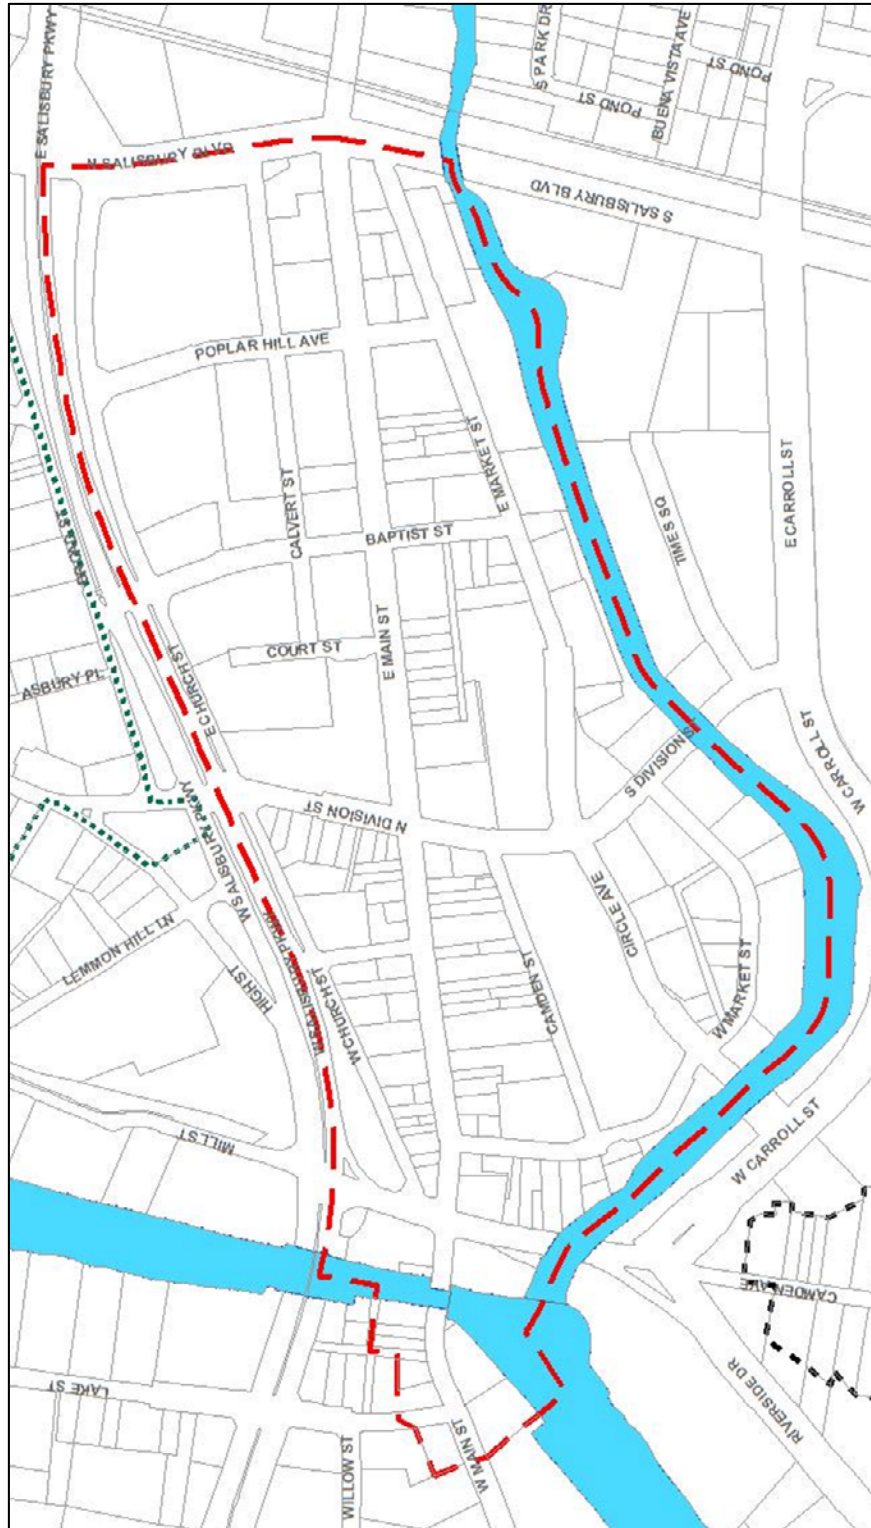 E SALISBURY PKWY
S PARK DR
BUENA VISTA AVE
POND ST
POND ST
N SALISBURY BLVD
S SALISBURY BLVD
POPLAR HILL AVE
E MARKET ST
CALVERT ST
BAPTIST ST
TIMES SQ
E CARROLL ST
COURT ST
E MAIN ST
ASBURY PL
E CHURCH ST
W SALISBURY PKWY
N DIVISION ST
S DIVISION ST
W CARROLL ST
LEMMON HILL LN
HIGH ST
W SALISBURY PKWY
W CHURCH ST
CAMDEN ST
CIRCLE AVE
W MARKET ST
MILL ST
W CARROLL ST
CAMDEN AVE
LAKE ST
RIVERSIDE DR
WILLOW ST
W MAIN ST